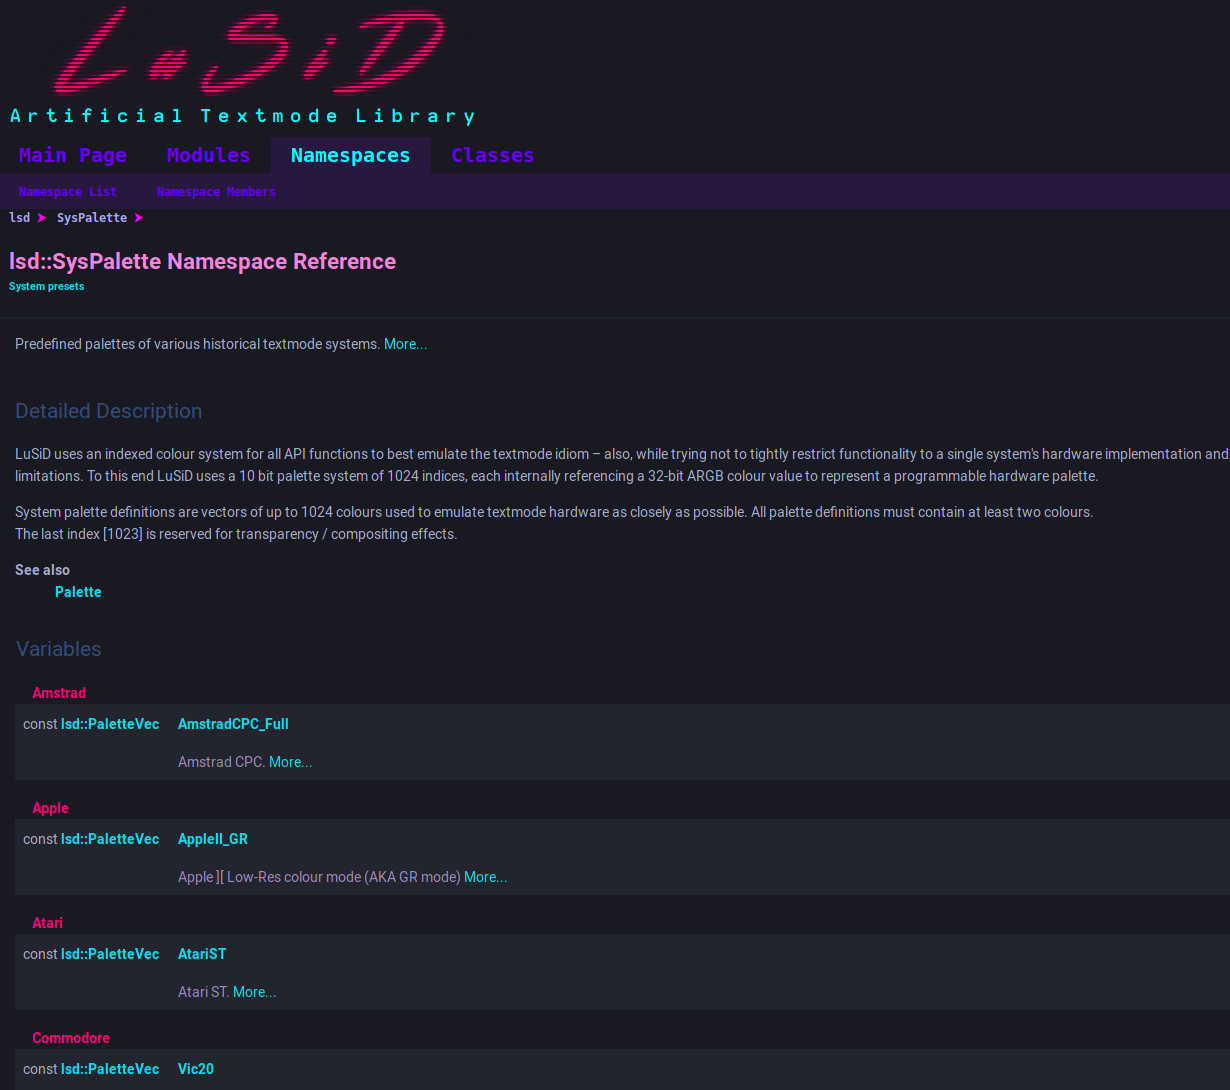 LuSiD
Artificial Textmode Library
Main Page Modules Namespaces Classes
Namespace List Namespace Members
lsd SysPalette
lsd::SysPalette Namespace Reference
System presets
Predefined palettes of various historical textmode systems. More...
Detailed Description
LuSiD uses an indexed colour system for all API functions to best emulate the textmode idiom – also, while trying not to tightly restrict functionality to a single system's hardware implementation and
limitations. To this end LuSiD uses a 10 bit palette system of 1024 indices, each internally referencing a 32-bit ARGB colour value to represent a programmable hardware palette.
System palette definitions are vectors of up to 1024 colours used to emulate textmode hardware as closely as possible. All palette definitions must contain at least two colours.
The last index [1023] is reserved for transparency / compositing effects.
See also
Palette
Variables
Amstrad
const lsd::PaletteVec AmstradCPC_Full
Amstrad CPC. More...
Apple
const lsd::PaletteVec AppleII_GR
Apple ][ Low-Res colour mode (AKA GR mode) More...
Atari
const lsd::PaletteVec AtariST
Atari ST. More...
Commodore
const lsd::PaletteVec Vic20